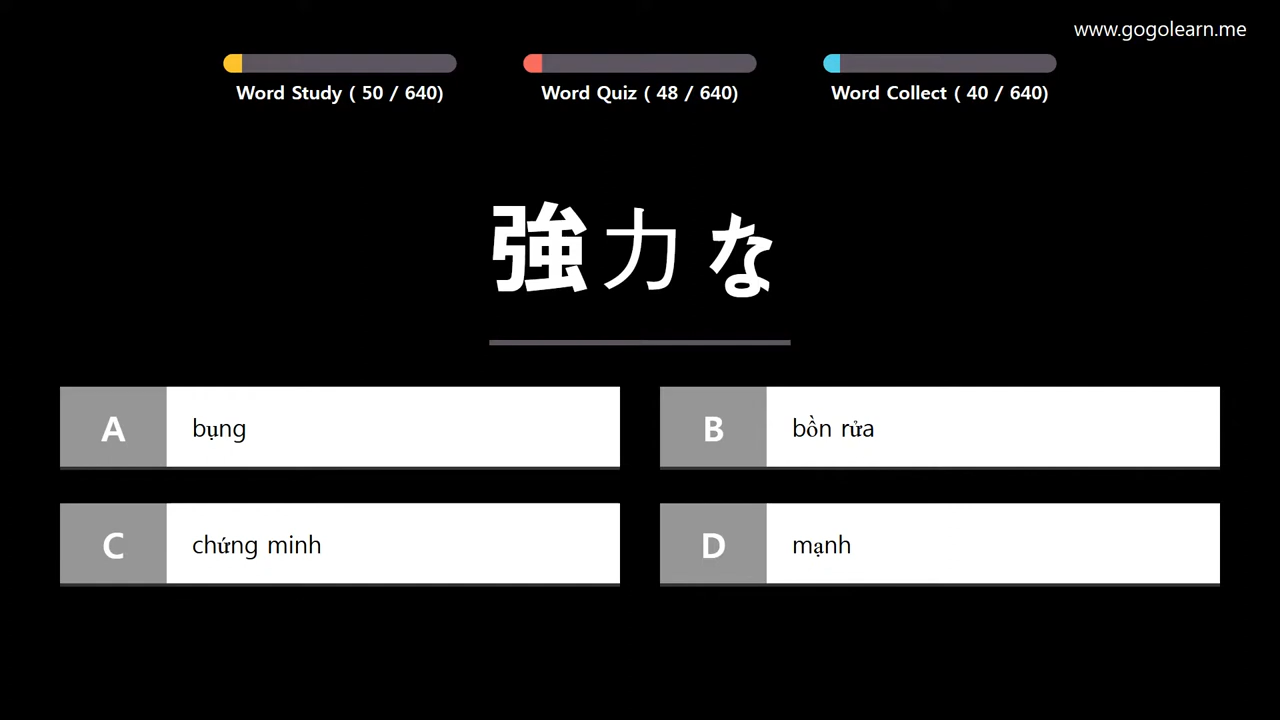 www.gogolearn.me
Word Study ( 50 / 640)
Word Quiz ( 48 / 640)
Word Collect ( 40 / 640)
強力な
A bụng
B bồn rửa
C chứng minh
D mạnh